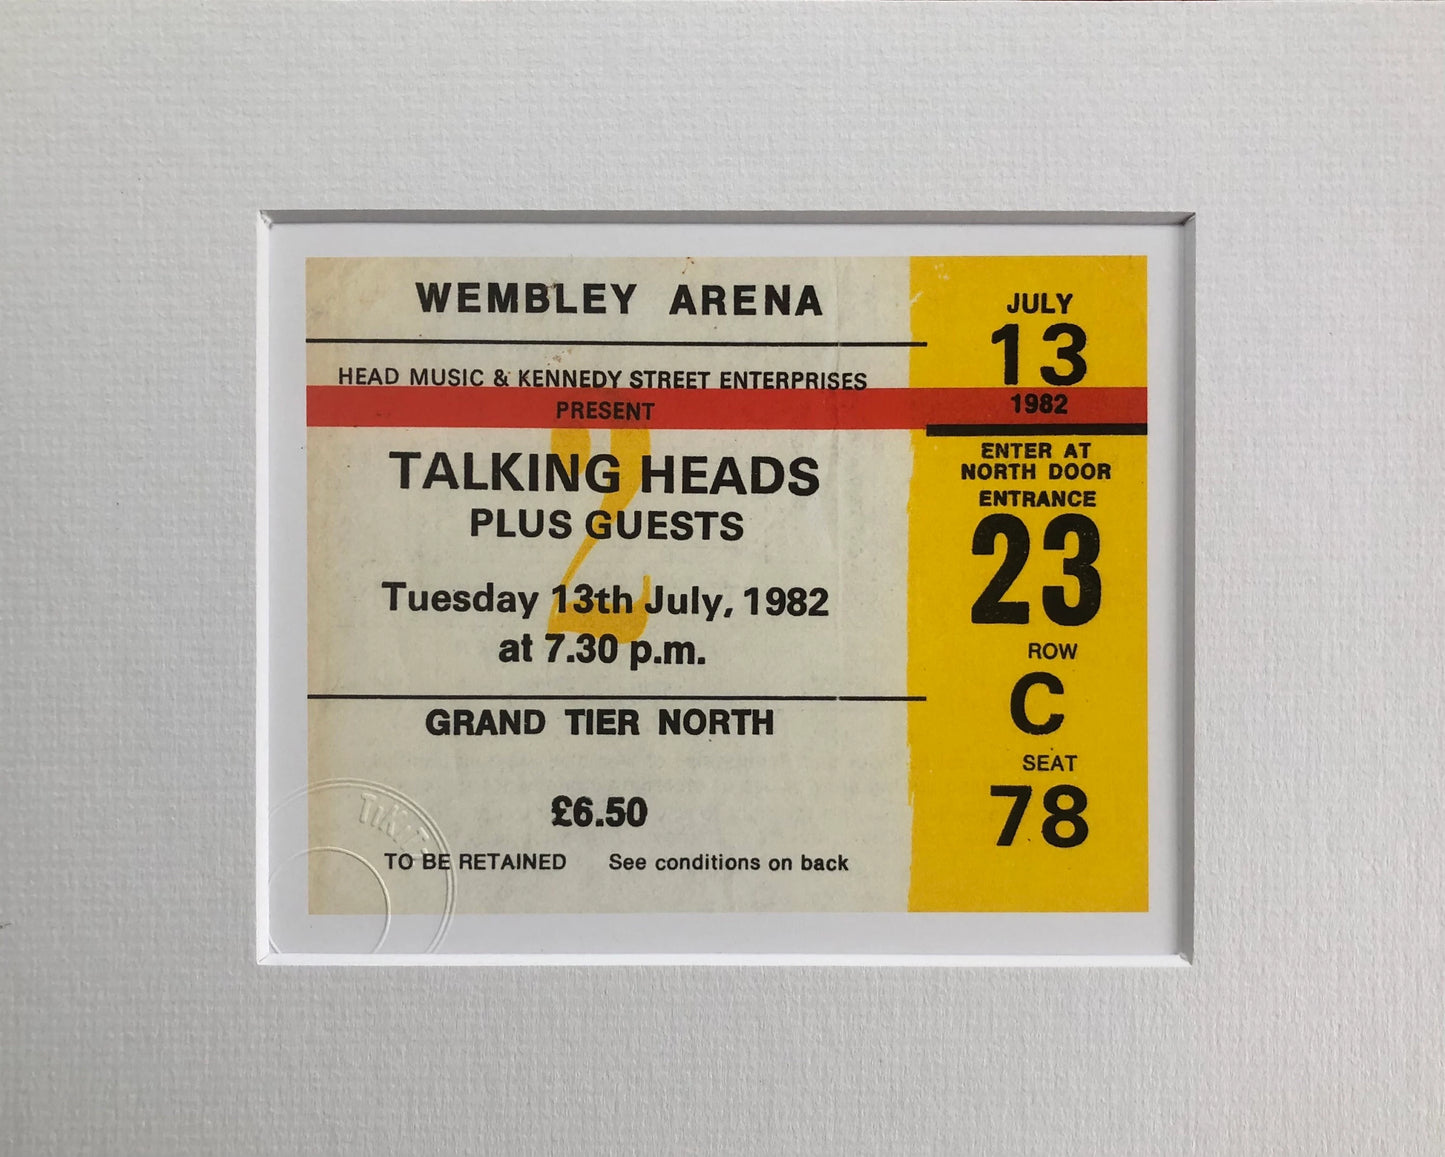 WEMBLEY ARENA
HEAD MUSIC & KENNEDY STREET ENTERPRISES
PRESENT
2
TALKING HEADS
PLUS GUESTS
Tuesday 13th July, 1982
at 7.30 p.m.
GRAND TIER NORTH
£6.50
TO BE RETAINED See conditions on back
JULY
13
1982
ENTER AT
NORTH DOOR
ENTRANCE
23
ROW
C
SEAT
78